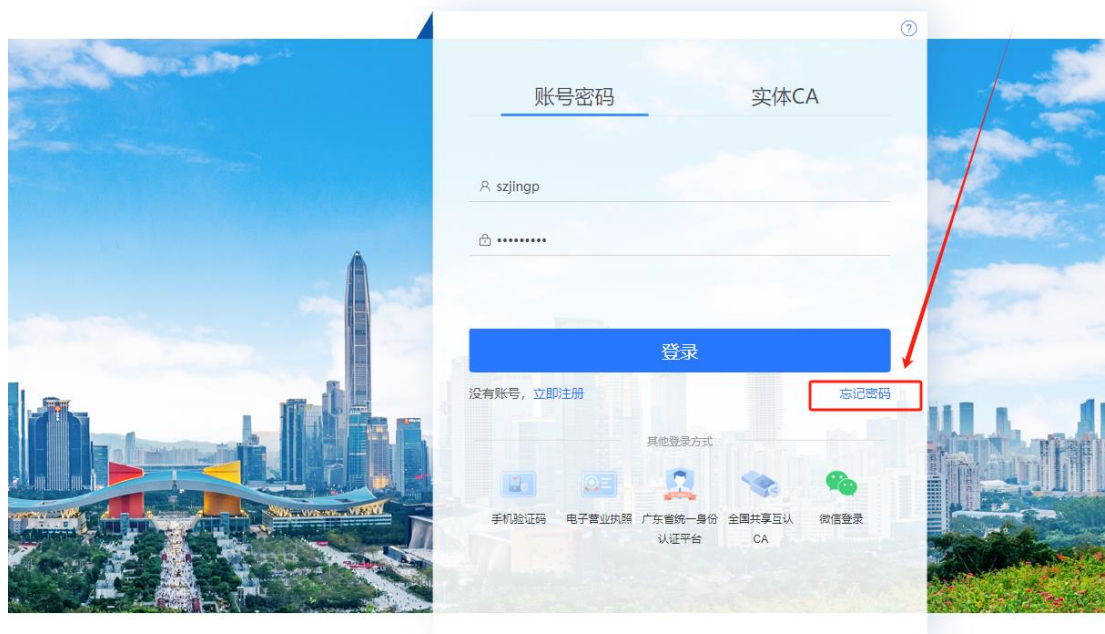 账号密码
实体CA
szjingp
•••••••••
登录
没有账号，立即注册
忘记密码
其他登录方式
手机验证码
电子营业执照
广东省统一身份
认证平台
全国共享互认
CA
微信登录